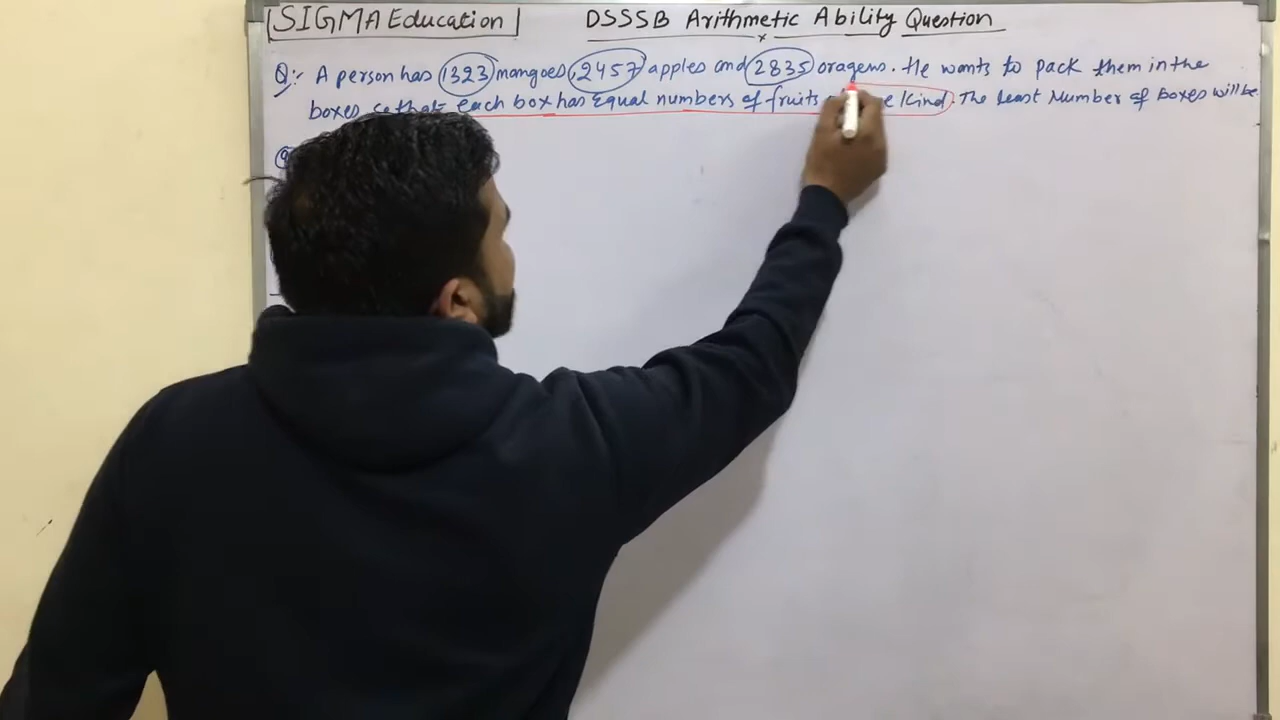 SIGMA Education
DSSSB Arithmetic Ability Question
Q:- A person has 1323 mangoes, 2457 apples and 2835 oragens. He wants to pack them in the
boxes each box has Equal numbers of fruits Kind. The Least Number of boxes will be